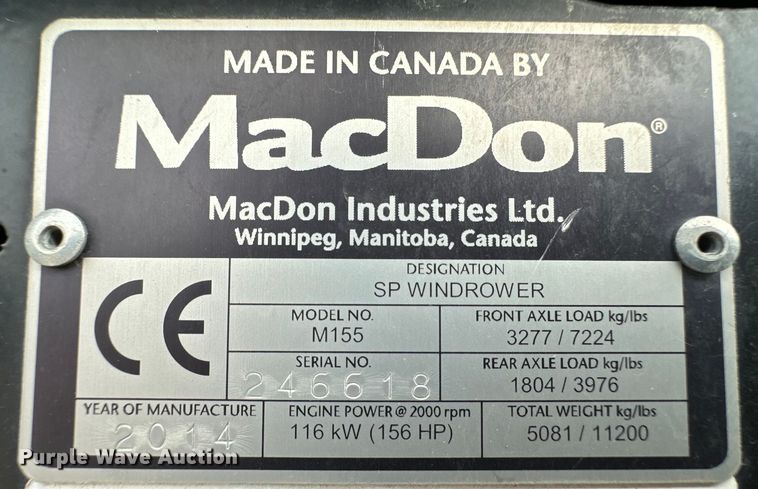 MADE IN CANADA BY
MacDon®
MacDon Industries Ltd.
Winnipeg, Manitoba, Canada
CE
DESIGNATION
SP WINDROWER
MODEL NO.
M155
FRONT AXLE LOAD kg/lbs
3277 / 7224
SERIAL NO.
246618
REAR AXLE LOAD kg/lbs
1804 / 3976
YEAR OF MANUFACTURE
2014
ENGINE POWER @ 2000 rpm
116 kW (156 HP)
TOTAL WEIGHT kg/lbs
5081 / 11200
Purple Wave Auction